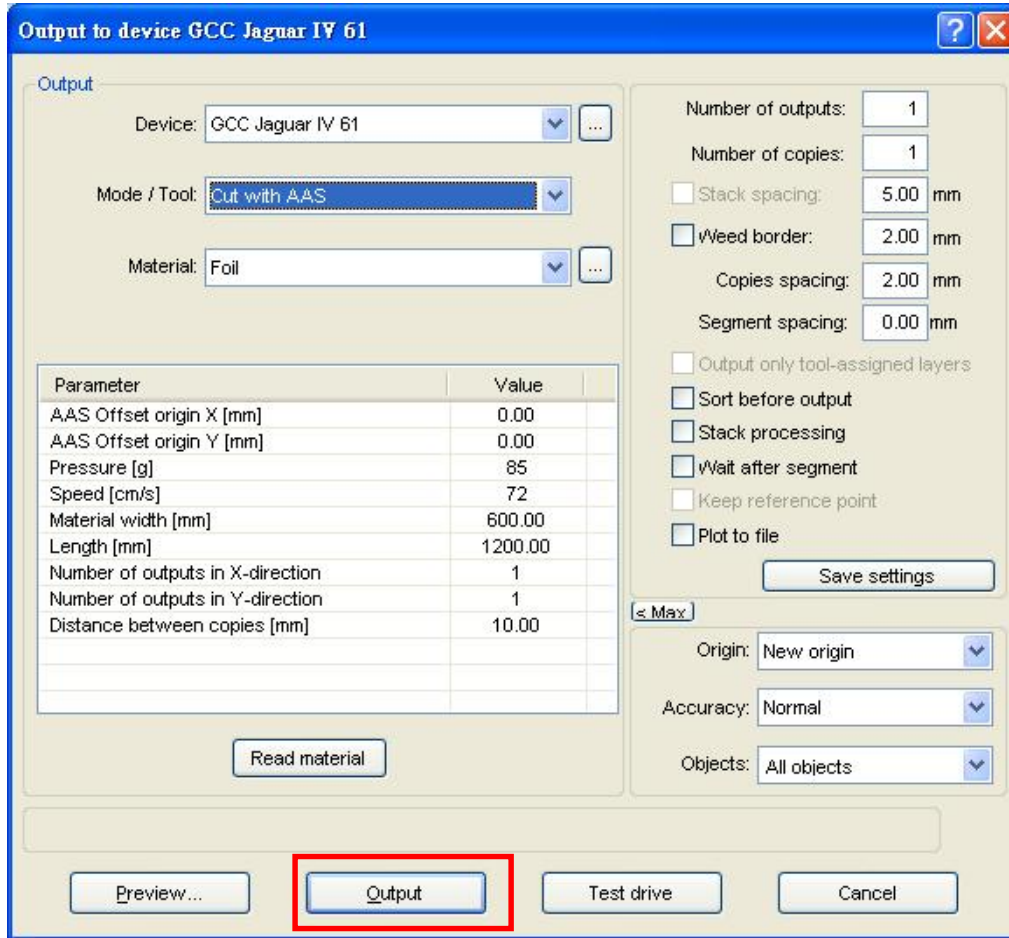 Output to device GCC Jaguar IV 61
Output
Device: GCC Jaguar IV 61 ...
Mode / Tool: Cut with AAS
Material: Foil ...
Parameter Value
AAS Offset origin X [mm] 0.00
AAS Offset origin Y [mm] 0.00
Pressure [g] 85
Speed [cm/s] 72
Material width [mm] 600.00
Length [mm] 1200.00
Number of outputs in X-direction 1
Number of outputs in Y-direction 1
Distance between copies [mm] 10.00
Read material
Number of outputs: 1
Number of copies: 1
Stack spacing: 5.00 mm
Weed border: 2.00 mm
Copies spacing: 2.00 mm
Segment spacing: 0.00 mm
Output only tool-assigned layers
Sort before output
Stack processing
Wait after segment
Keep reference point
Plot to file
Save settings
< Max
Origin: New origin
Accuracy: Normal
Objects: All objects
Preview... Output Test drive Cancel